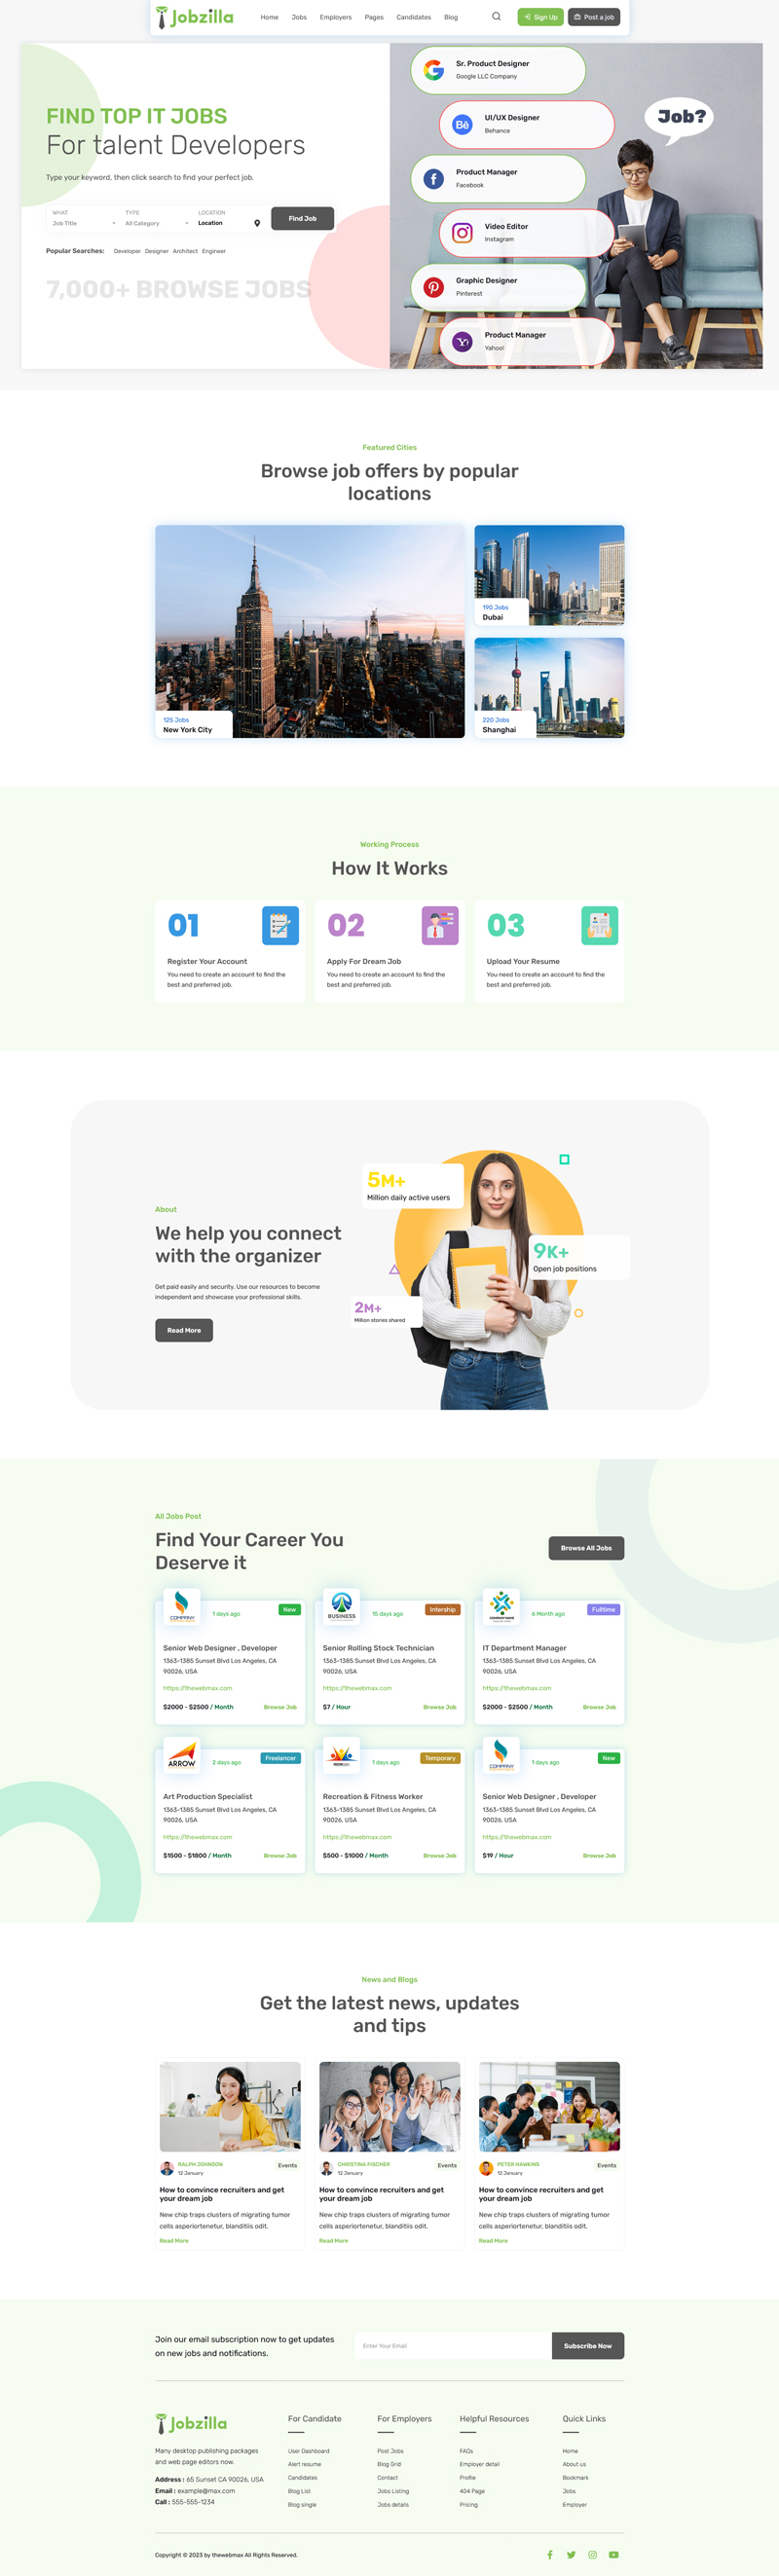 Jobzilla
Home Jobs Employers Pages Candidates Blog
Sign Up
Post a job
FIND TOP IT JOBS
For talent Developers
Type your keyword, then click search to find your perfect job.
WHAT TYPE LOCATION
Job Title All Category Location
Find Job
Popular Searches: Developer Designer Architect Engineer
7,000+ BROWSE JOBS
Sr. Product Designer
Google LLC Company
UI/UX Designer
Behance
Product Manager
Facebook
Video Editor
Instagram
Graphic Designer
Pinterest
Product Manager
Yahoo!
Job?
Featured Cities
Browse job offers by popular
locations
125 Jobs
New York City
190 Jobs
Dubai
220 Jobs
Shanghai
Working Process
How It Works
01
Register Your Account
You need to create an account to find the
best and preferred job.
02
Apply For Dream Job
You need to create an account to find the
best and preferred job.
03
Upload Your Resume
You need to create an account to find the
best and preferred job.
About
We help you connect
with the organizer
Get paid easily and security. Use our resources to become
independent and showcase your professional skills.
Read More
5M+
Million daily active users
9K+
Open job positions
2M+
Million stories shared
All Jobs Post
Find Your Career You
Deserve it
Browse All Jobs
COMPANY
1 days ago
New
Senior Web Designer , Developer
1363-1385 Sunset Blvd Los Angeles, CA
90026, USA
https://thewebmax.com
$2000 - $2500 / Month
Browse Job
BUSINESS
15 days ago
Intership
Senior Rolling Stock Technician
1363-1385 Sunset Blvd Los Angeles, CA
90026, USA
https://thewebmax.com
$7 / Hour
Browse Job
COMPANY NAME
6 Month ago
Fulltime
IT Department Manager
1363-1385 Sunset Blvd Los Angeles, CA
90026, USA
https://thewebmax.com
$2000 - $2500 / Month
Browse Job
ARROW
2 days ago
Freelancer
Art Production Specialist
1363-1385 Sunset Blvd Los Angeles, CA
90026, USA
https://thewebmax.com
$1500 - $1800 / Month
Browse Job
1 days ago
Temporary
Recreation & Fitness Worker
1363-1385 Sunset Blvd Los Angeles, CA
90026, USA
https://thewebmax.com
$500 - $1000 / Month
Browse Job
COMPANY
1 days ago
New
Senior Web Designer , Developer
1363-1385 Sunset Blvd Los Angeles, CA
90026, USA
https://thewebmax.com
$19 / Hour
Browse Job
News and Blogs
Get the latest news, updates
and tips
RALPH JOHNSON
12 January
Events
How to convince recruiters and get
your dream job
New chip traps clusters of migrating tumor
cells asperiortenetur, blanditiis odit.
Read More
CHRISTINA FISCHER
12 January
Events
How to convince recruiters and get
your dream job
New chip traps clusters of migrating tumor
cells asperiortenetur, blanditiis odit.
Read More
PETER HAWKINS
12 January
Events
How to convince recruiters and get
your dream job
New chip traps clusters of migrating tumor
cells asperiortenetur, blanditiis odit.
Read More
Join our email subscription now to get updates
on new jobs and notifications.
Enter Your Email
Subscribe Now
Jobzilla
Many desktop publishing packages
and web page editors now.
Address : 65 Sunset CA 90026, USA
Email : example@max.com
Call : 555-555-1234
For Candidate
User Dashboard
Alert resume
Candidates
Blog List
Blog single
For Employers
Post Jobs
Blog Grid
Contact
Jobs Listing
Jobs details
Helpful Resources
FAQs
Employer detail
Profile
404 Page
Pricing
Quick Links
Home
About us
Bookmark
Jobs
Employer
Copyright © 2023 by thewebmax All Rights Reserved.